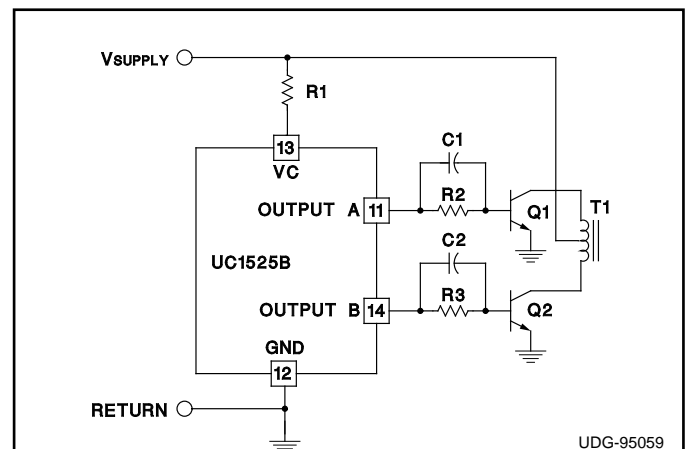 VSUPPLY
R1
13
VC
C1
OUTPUT A 11
R2
Q1
T1
C2
UC1525B
OUTPUT B 14
R3
Q2
GND
12
RETURN
UDG-95059